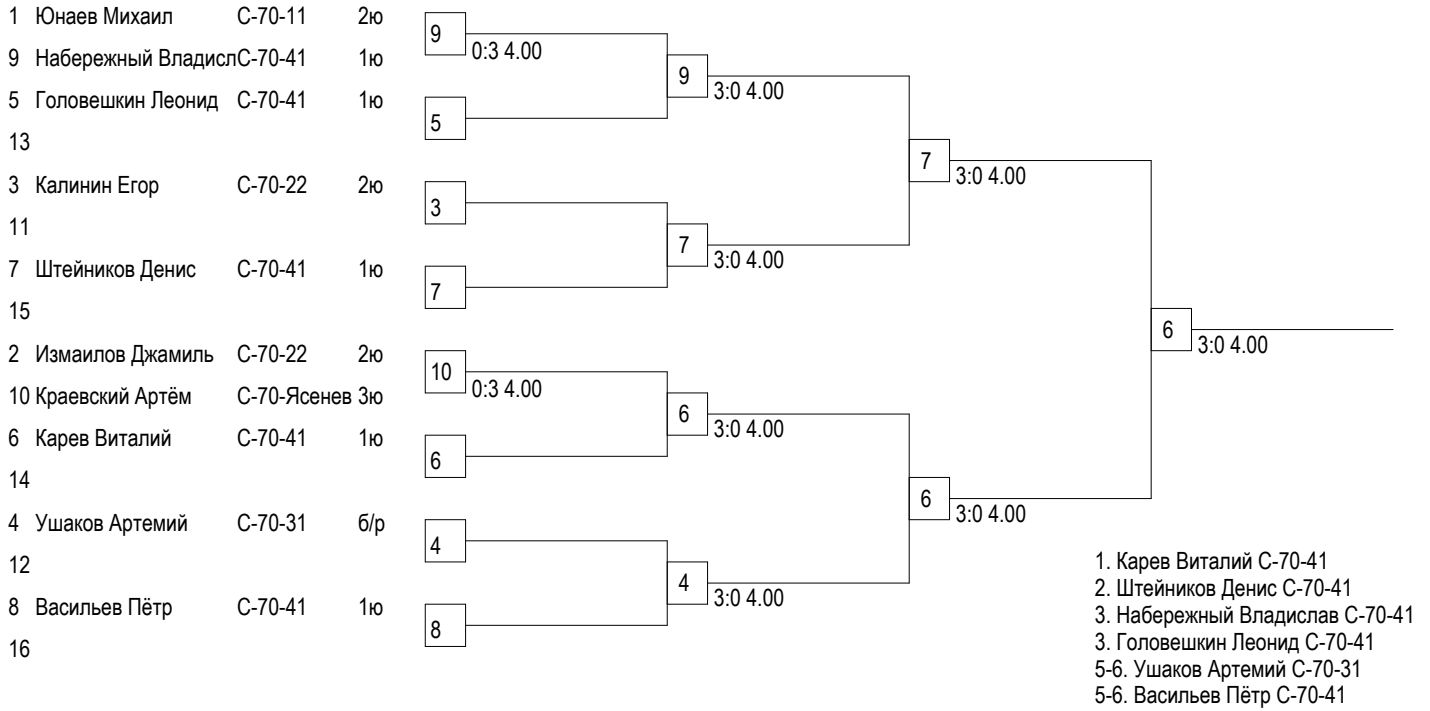 1 Юнаев Михаил С-70-11 2ю
9 Набережный ВладислС-70-41 1ю
5 Головешкин Леонид С-70-41 1ю
13
3 Калинин Егор С-70-22 2ю
11
7 Штейников Денис С-70-41 1ю
15
2 Измаилов Джамиль С-70-22 2ю
10 Краевский Артём С-70-Ясенев 3ю
6 Карев Виталий С-70-41 1ю
14
4 Ушаков Артемий С-70-31 б/р
12
8 Васильев Пётр С-70-41 1ю
16
9
0:3 4.00
5
3
7
10
0:3 4.00
6
4
8
9
3:0 4.00
7
3:0 4.00
6
3:0 4.00
4
3:0 4.00
7
3:0 4.00
6
3:0 4.00
6
3:0 4.00
1. Карев Виталий С-70-41
2. Штейников Денис С-70-41
3. Набережный Владислав С-70-41
3. Головешкин Леонид С-70-41
5-6. Ушаков Артемий С-70-31
5-6. Васильев Пётр С-70-41